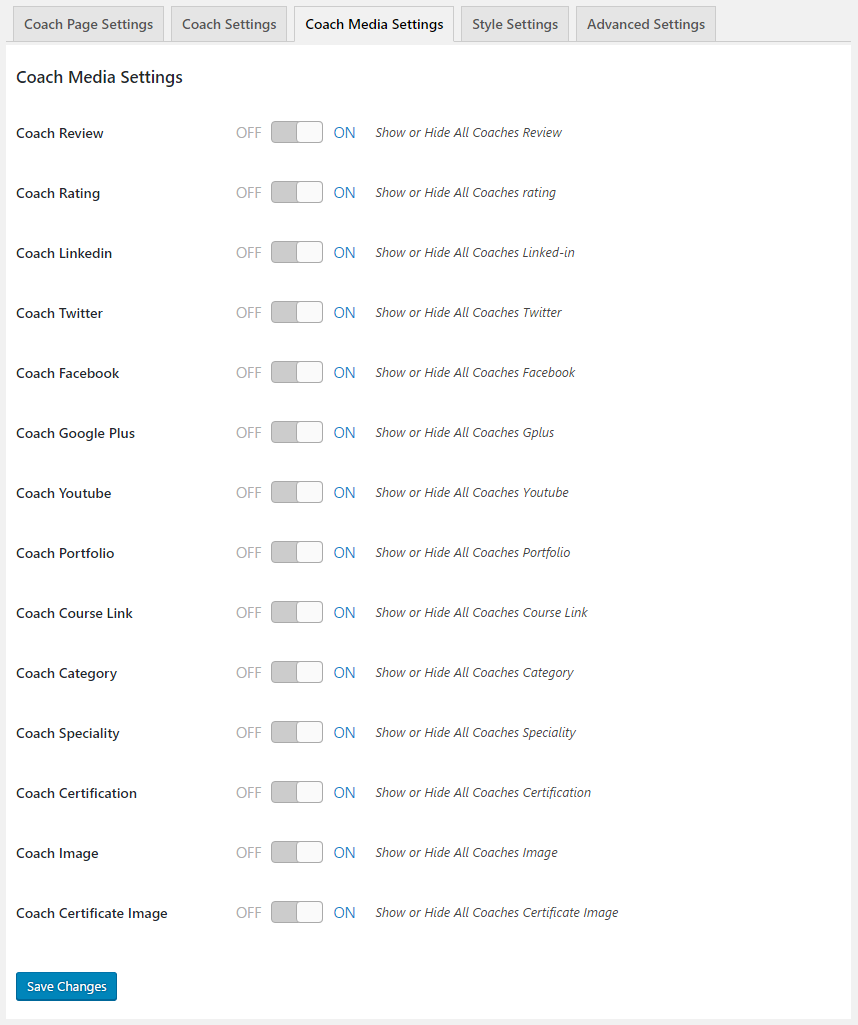 Coach Page Settings Coach Settings Coach Media Settings Style Settings Advanced Settings
Coach Media Settings
Coach Review OFF ON Show or Hide All Coaches Review
Coach Rating OFF ON Show or Hide All Coaches rating
Coach Linkedin OFF ON Show or Hide All Coaches Linked-in
Coach Twitter OFF ON Show or Hide All Coaches Twitter
Coach Facebook OFF ON Show or Hide All Coaches Facebook
Coach Google Plus OFF ON Show or Hide All Coaches Gplus
Coach Youtube OFF ON Show or Hide All Coaches Youtube
Coach Portfolio OFF ON Show or Hide All Coaches Portfolio
Coach Course Link OFF ON Show or Hide All Coaches Course Link
Coach Category OFF ON Show or Hide All Coaches Category
Coach Speciality OFF ON Show or Hide All Coaches Speciality
Coach Certification OFF ON Show or Hide All Coaches Certification
Coach Image OFF ON Show or Hide All Coaches Image
Coach Certificate Image OFF ON Show or Hide All Coaches Certificate Image
Save Changes